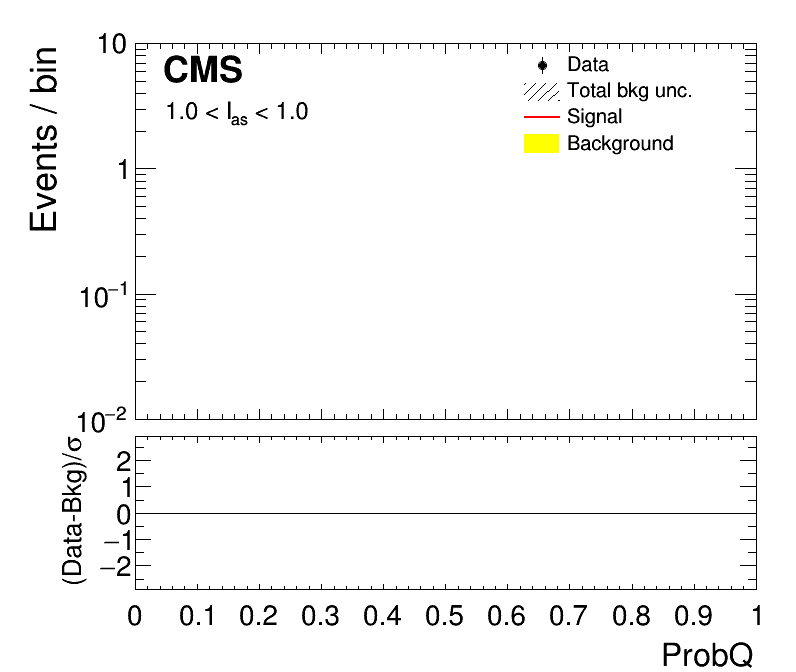 CMS
1.0 < Ias < 1.0
Data
Total bkg unc.
Signal
Background
Events / bin
10
1
10−1
10−2
(Data-Bkg)/σ
2
1
0
−1
−2
0 0.1 0.2 0.3 0.4 0.5 0.6 0.7 0.8 0.9 1
ProbQ